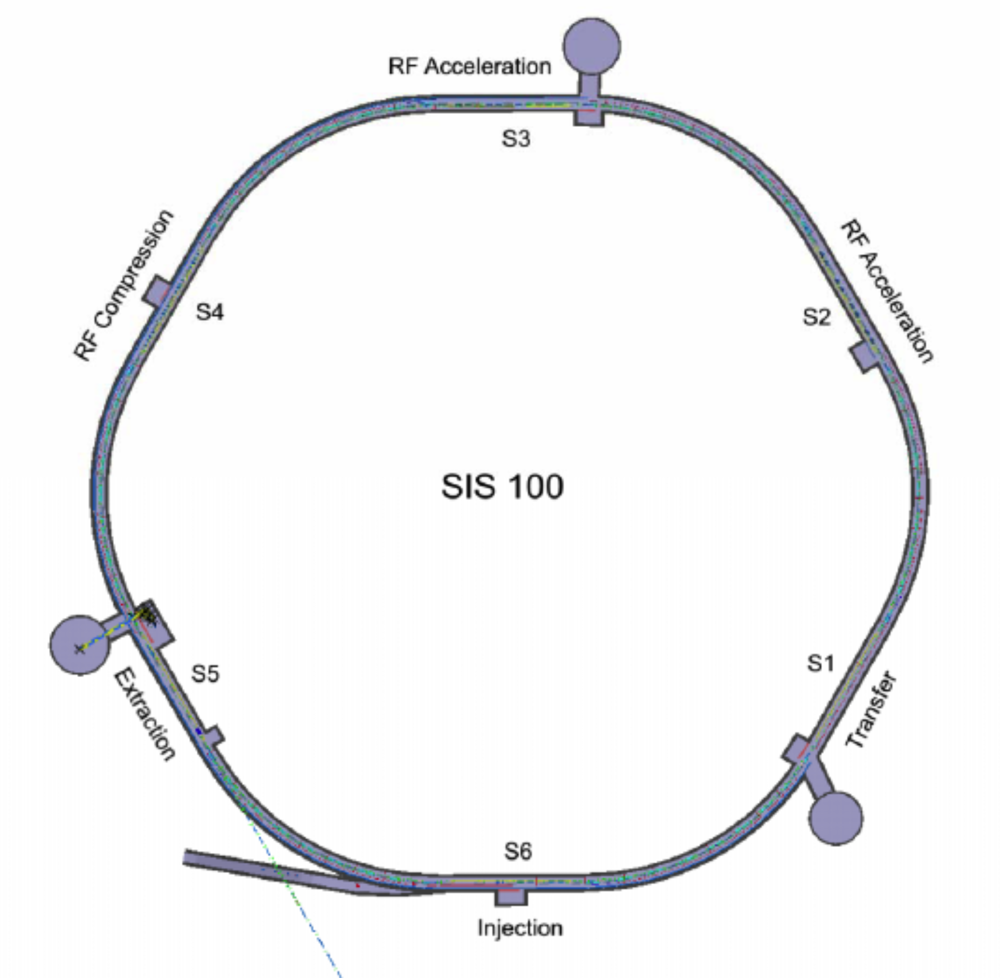 RF Acceleration
S3
RF Compression
S4
RF Acceleration
S2
SIS 100
S5
Extraction
S1
Transfer
S6
Injection